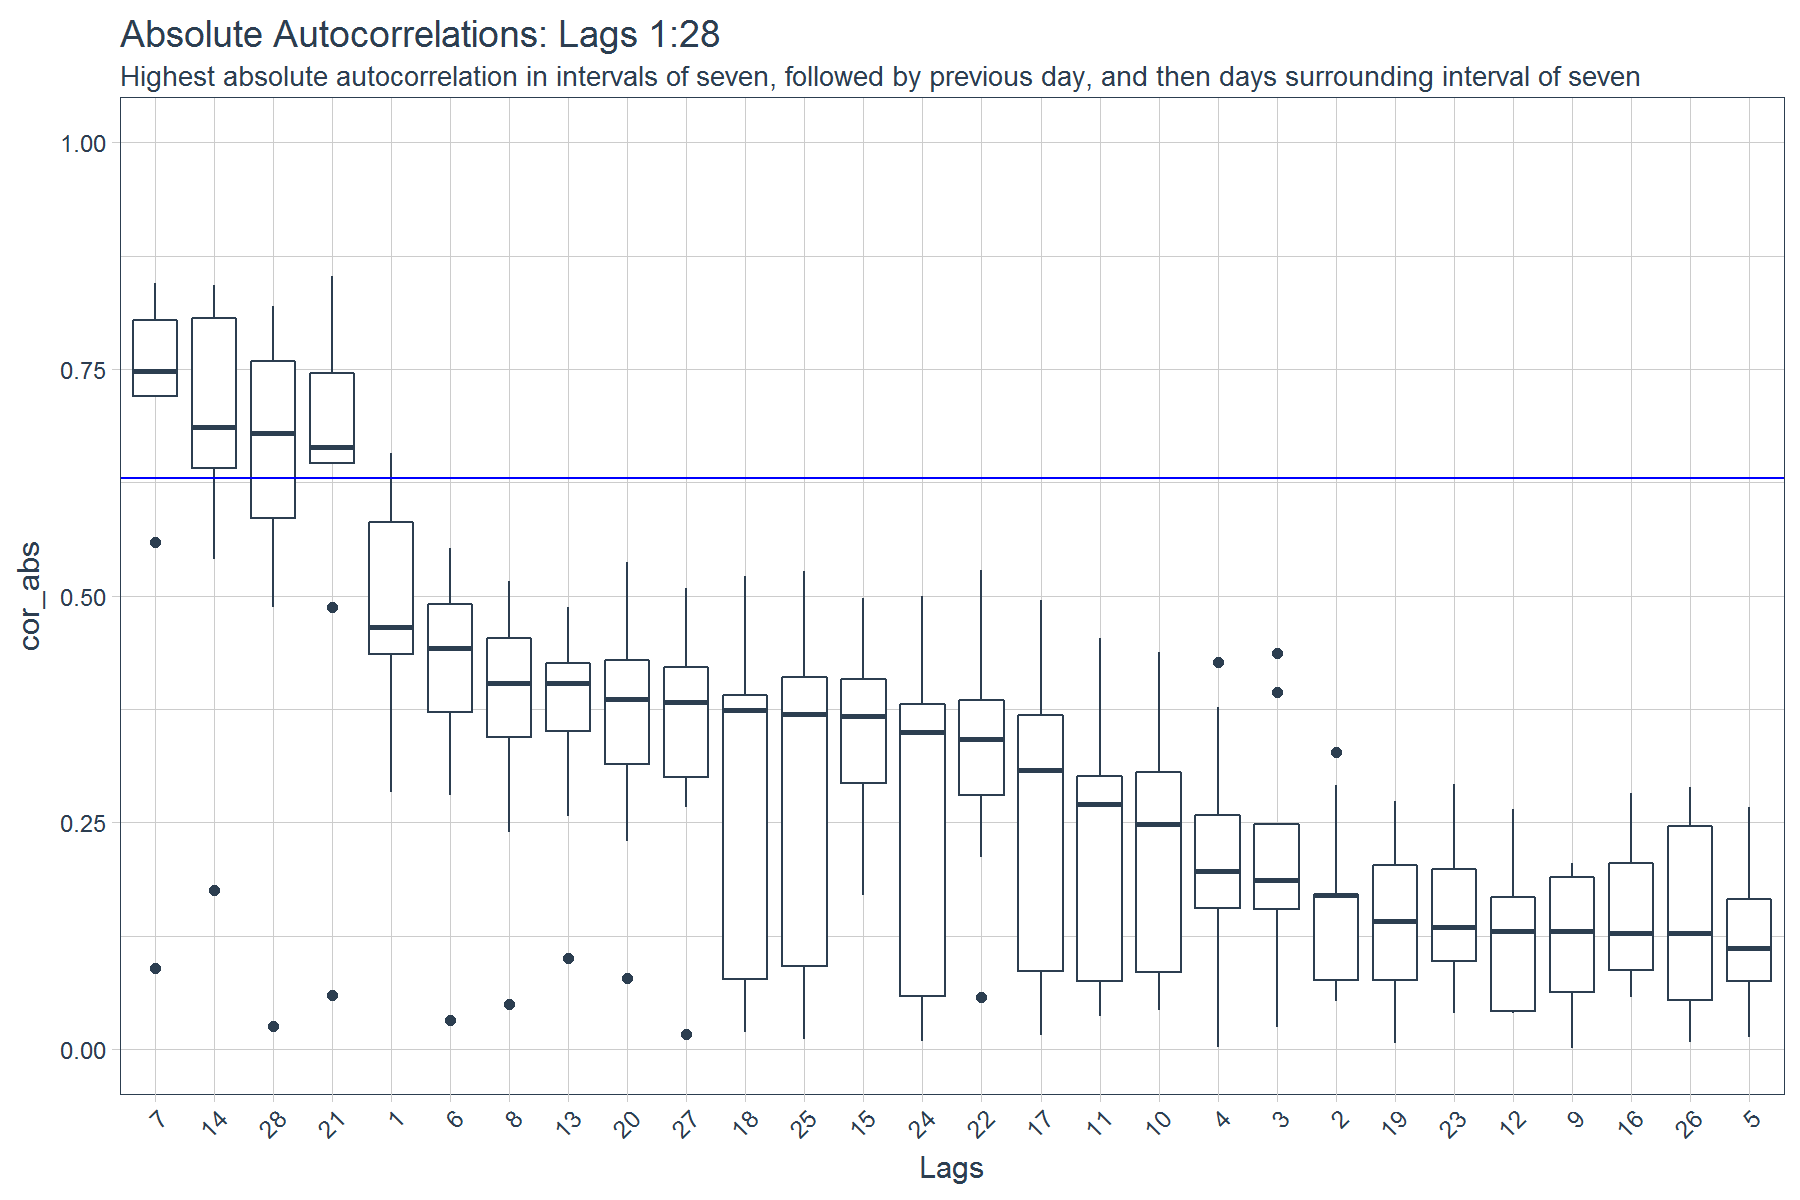 Absolute Autocorrelations: Lags 1:28
Highest absolute autocorrelation in intervals of seven, followed by previous day, and then days surrounding interval of seven
1.00
0.75
0.50
0.25
0.00
cor_abs
7 14 28 21 1 6 8 13 20 27 18 25 15 24 22 17 11 10 4 3 2 19 23 12 9 16 26 5
Lags